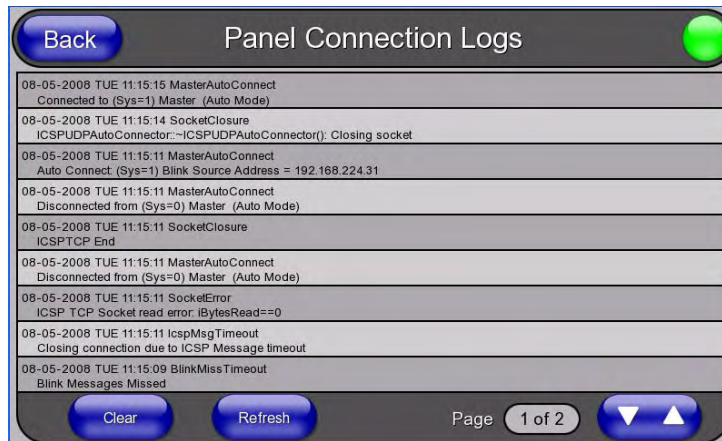 Back
Panel Connection Logs
08-05-2008 TUE 11:15:15 MasterAutoConnect
Connected to (Sys=1) Master (Auto Mode)
08-05-2008 TUE 11:15:14 SocketClosure
ICSPUDPAutoConnector::~ICSPUDPAutoConnector(): Closing socket
08-05-2008 TUE 11:15:11 MasterAutoConnect
Auto Connect: (Sys=1) Blink Source Address = 192.168.224.31
08-05-2008 TUE 11:15:11 MasterAutoConnect
Disconnected from (Sys=0) Master (Auto Mode)
08-05-2008 TUE 11:15:11 SocketClosure
ICSPTCP End
08-05-2008 TUE 11:15:11 MasterAutoConnect
Disconnected from (Sys=0) Master (Auto Mode)
08-05-2008 TUE 11:15:11 SocketError
ICSP TCP Socket read error: iBytesRead==0
08-05-2008 TUE 11:15:11 IcspMsgTimeout
Closing connection due to ICSP Message timeout
08-05-2008 TUE 11:15:09 BlinkMissTimeout
Blink Messages Missed
Clear
Refresh
Page 1 of 2